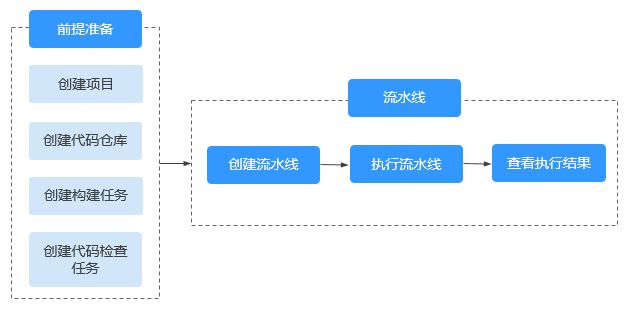 前提准备
创建项目
创建代码仓库
创建构建任务
创建代码检查
任务
流水线
创建流水线
执行流水线
查看执行结果